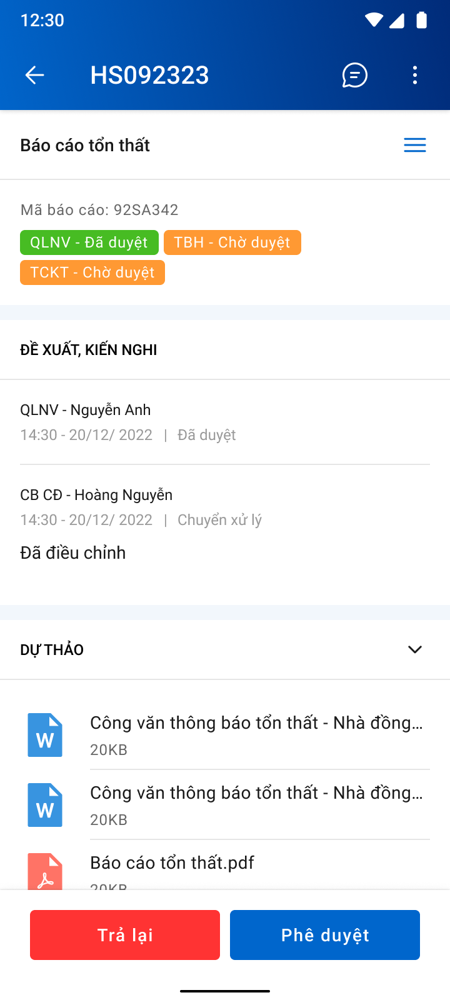 12:30
HS092323
Báo cáo tổn thất
Mã báo cáo: 92SA342
QLNV - Đã duyệt
TBH - Chờ duyệt
TCKT - Chờ duyệt
ĐỀ XUẤT, KIẾN NGHI
QLNV - Nguyễn Anh
14:30 - 20/12/ 2022 | Đã duyệt
CB CĐ - Hoàng Nguyễn
14:30 - 20/12/ 2022 | Chuyển xử lý
Đã điều chỉnh
DỰ THẢO
W
Công văn thông báo tổn thất - Nhà đồng...
20KB
W
Công văn thông báo tổn thất - Nhà đồng...
20KB
Báo cáo tổn thất.pdf
20KB
Trả lại
Phê duyệt